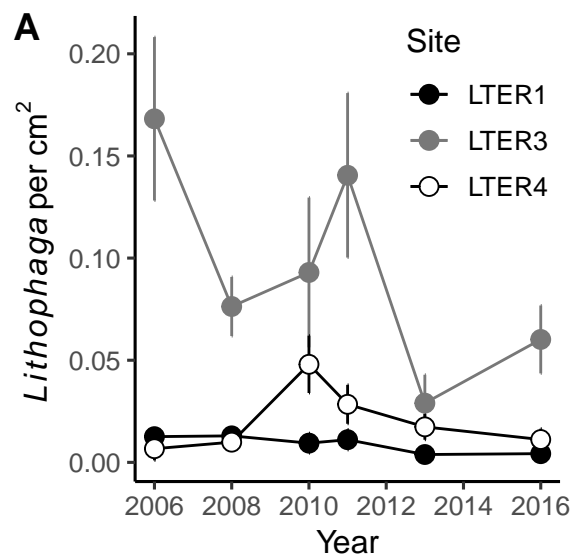 A
Site
LTER1
LTER3
LTER4
Lithophaga per cm²
0.20
0.15
0.10
0.05
0.00
2006 2008 2010 2012 2014 2016
Year